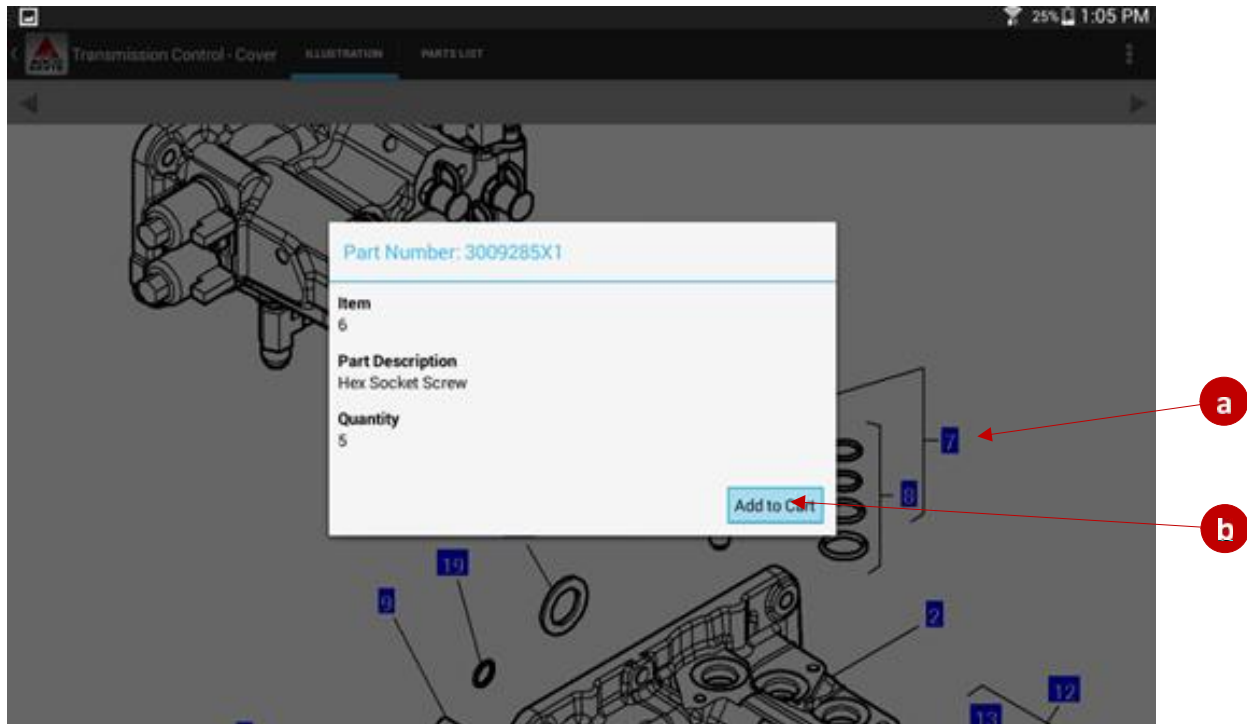 25% 1:05 PM
Transmission Control - Cover ILLUSTRATION PARTS LIST
Part Number: 3009285X1
Item
6
Part Description
Hex Socket Screw
Quantity
5
Add to Cart
a
b
7
8
19
9
2
12
13